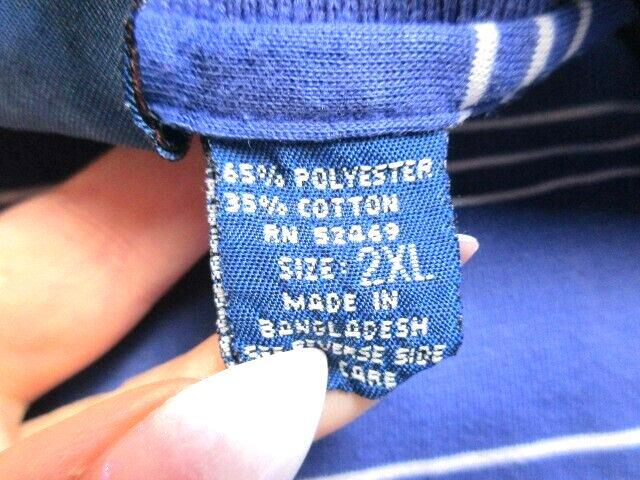 65% POLYESTER
35% COTTON
RN 52469
SIZE: 2XL
MADE IN
BANGLADESH
REVERSE SIDE
CARE